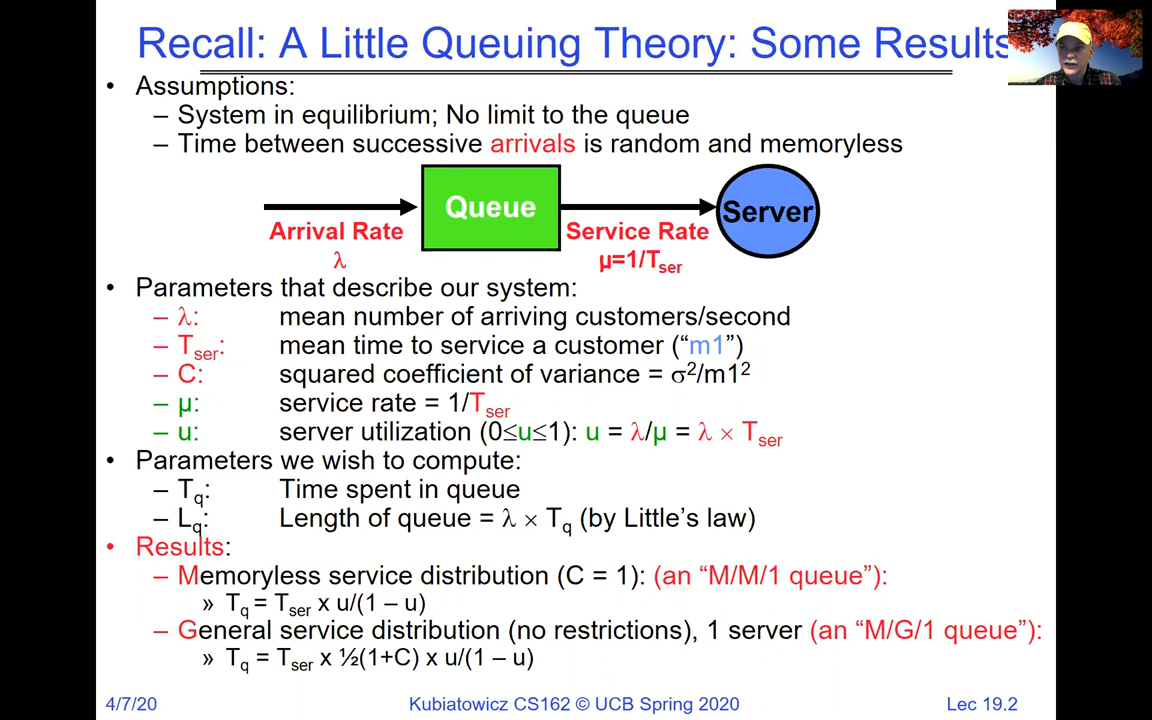 Recall: A Little Queuing Theory: Some Results
• Assumptions:
– System in equilibrium; No limit to the queue
– Time between successive arrivals is random and memoryless
Queue
Server
Arrival Rate
λ
Service Rate
µ=1/Tser
• Parameters that describe our system:
– λ: mean number of arriving customers/second
– Tser: mean time to service a customer (“m1”)
– C: squared coefficient of variance = σ²/m1²
– µ: service rate = 1/Tser
– u: server utilization (0≤u≤1): u = λ/µ = λ × Tser
• Parameters we wish to compute:
– Tq: Time spent in queue
– Lq: Length of queue = λ × Tq (by Little’s law)
• Results:
– Memoryless service distribution (C = 1): (an “M/M/1 queue”):
» Tq = Tser x u/(1 – u)
– General service distribution (no restrictions), 1 server (an “M/G/1 queue”):
» Tq = Tser x ½(1+C) x u/(1 – u)
4/7/20
Kubiatowicz CS162 © UCB Spring 2020
Lec 19.2